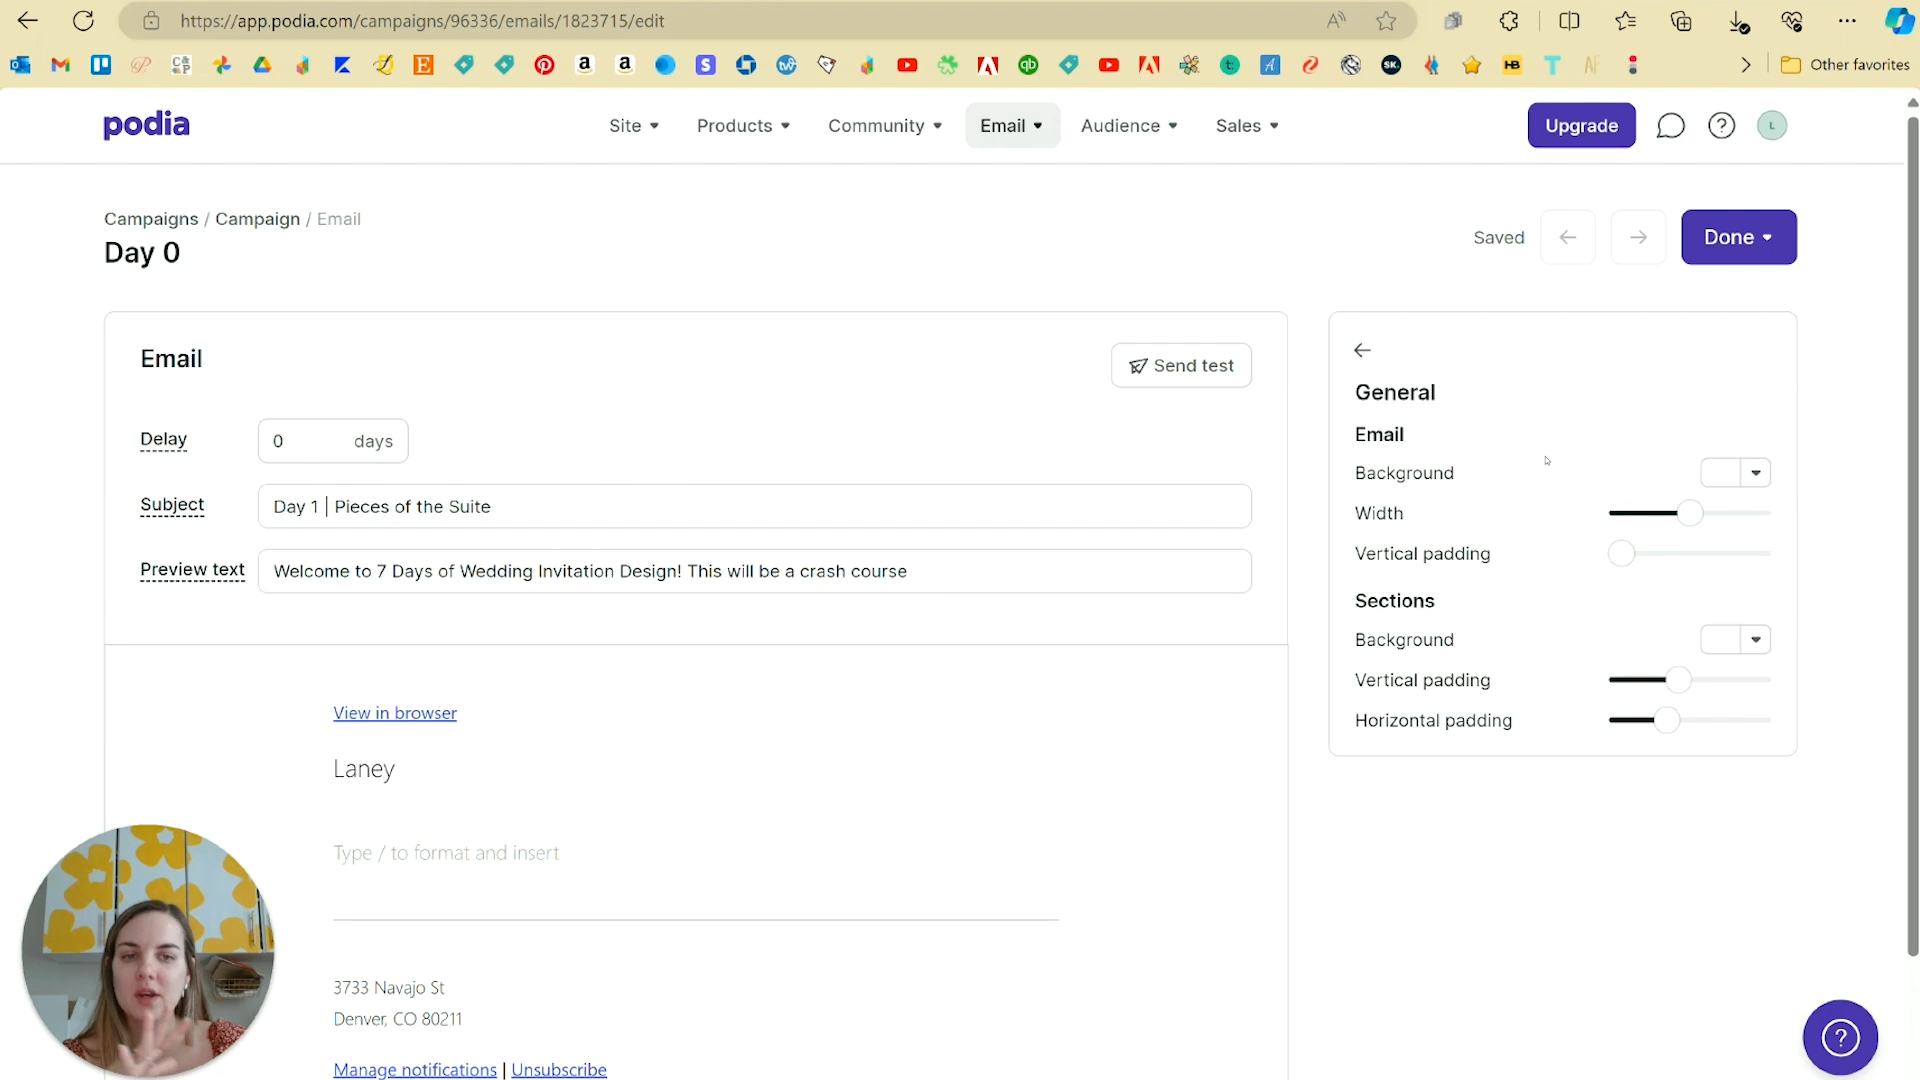 https://app.podia.com/campaigns/96336/emails/1823715/edit
Other favorites
podia
Site
Products
Community
Email
Audience
Sales
Upgrade
L
Campaigns / Campaign / Email
Day 0
Saved
Done
Email
Send test
Delay
0 days
Subject
Day 1 | Pieces of the Suite
Preview text
Welcome to 7 Days of Wedding Invitation Design! This will be a crash course
View in browser
Laney
Type / to format and insert
3733 Navajo St
Denver, CO 80211
Manage notifications | Unsubscribe
General
Email
Background
Width
Vertical padding
Sections
Background
Vertical padding
Horizontal padding